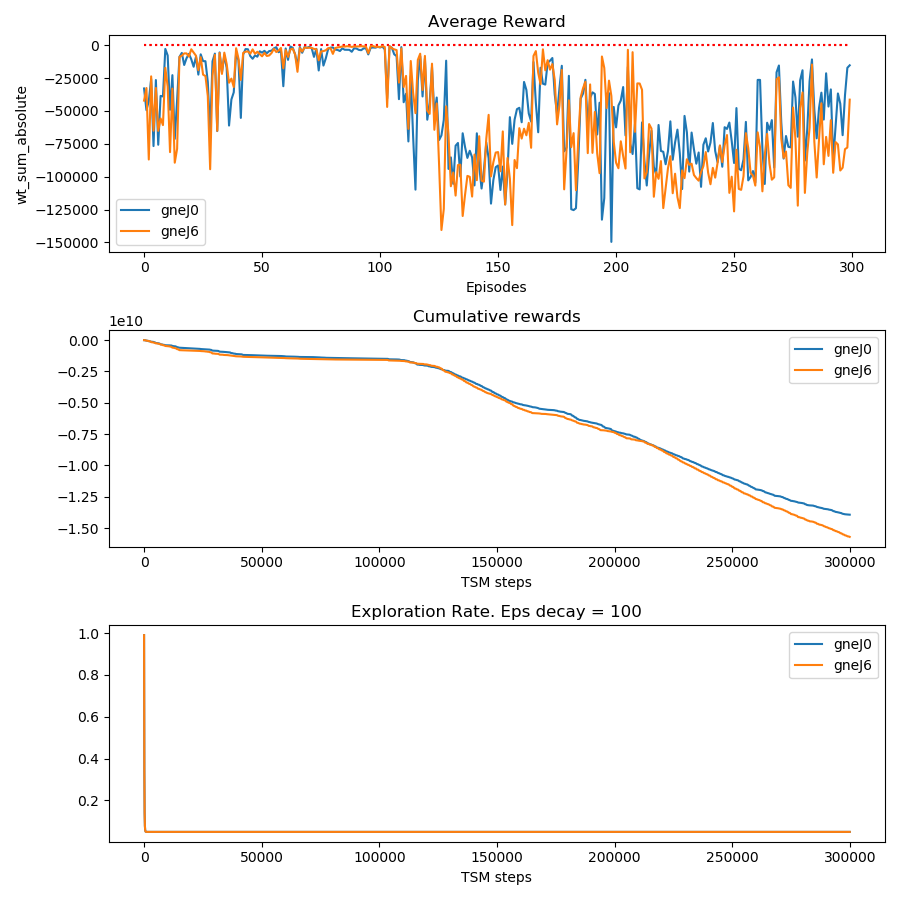 Average Reward
wt_sum_absolute
0
−25000
−50000
−75000
−100000
−125000
−150000
gneJ0
gneJ6
0 50 100 150 200 250 300
Episodes
Cumulative rewards
1e10
0.00
−0.25
−0.50
−0.75
−1.00
−1.25
−1.50
gneJ0
gneJ6
0 50000 100000 150000 200000 250000 300000
TSM steps
Exploration Rate. Eps decay = 100
1.0
0.8
0.6
0.4
0.2
gneJ0
gneJ6
0 50000 100000 150000 200000 250000 300000
TSM steps